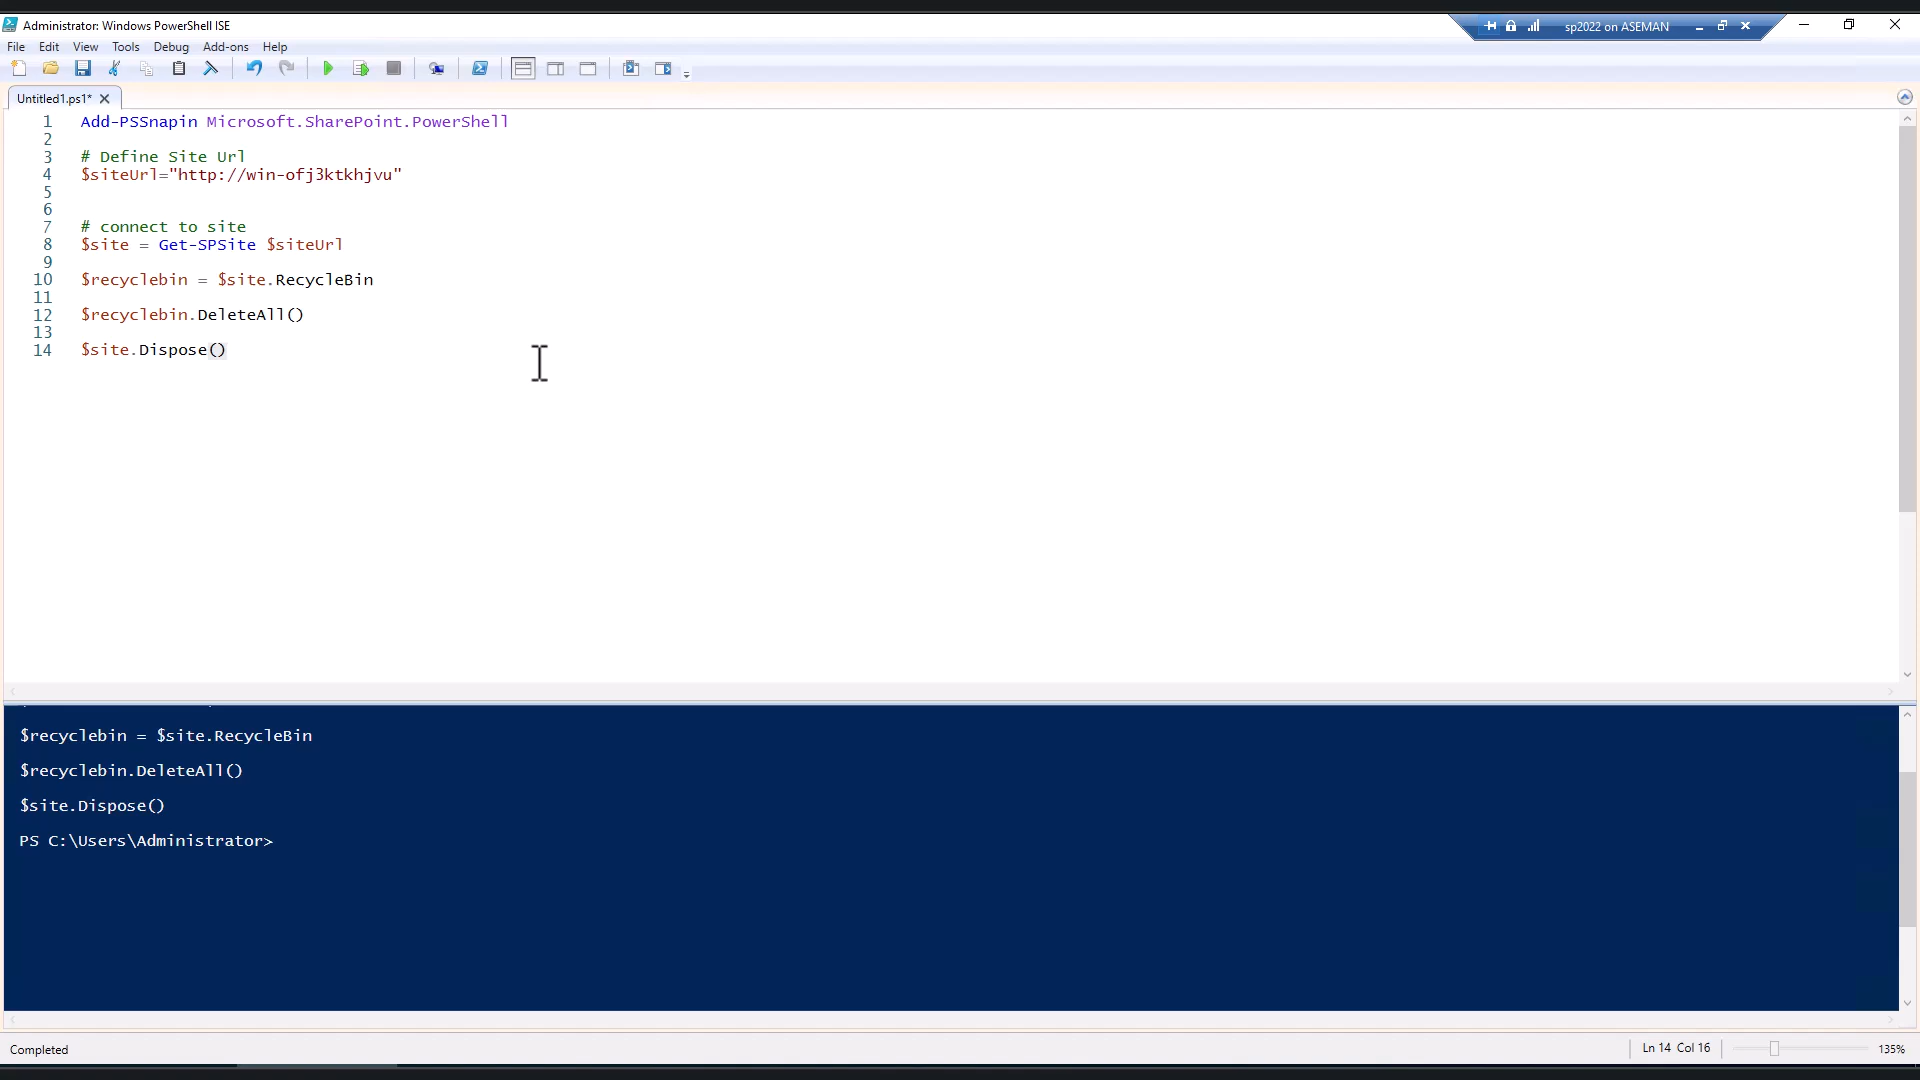 Administrator: Windows PowerShell ISE
sp2022 on ASEMAN
File Edit View Tools Debug Add-ons Help
Untitled1.ps1*
1 Add-PSSnapin Microsoft.SharePoint.PowerShell
2
3 # Define Site Url
4 $siteUrl="http://win-ofj3ktkhjvu"
5
6
7 # connect to site
8 $site = Get-SPSite $siteUrl
9
10 $recyclebin = $site.RecycleBin
11
12 $recyclebin.DeleteAll()
13
14 $site.Dispose()
$recyclebin = $site.RecycleBin
$recyclebin.DeleteAll()
$site.Dispose()
PS C:\Users\Administrator>
Completed
Ln 14 Col 16
135%